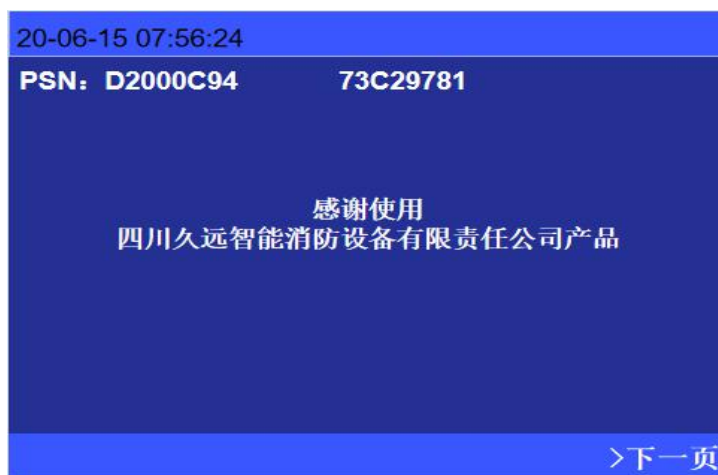 20-06-15 07:56:24
PSN：D2000C94 73C29781
感谢使用
四川久远智能消防设备有限责任公司产品
>下一页